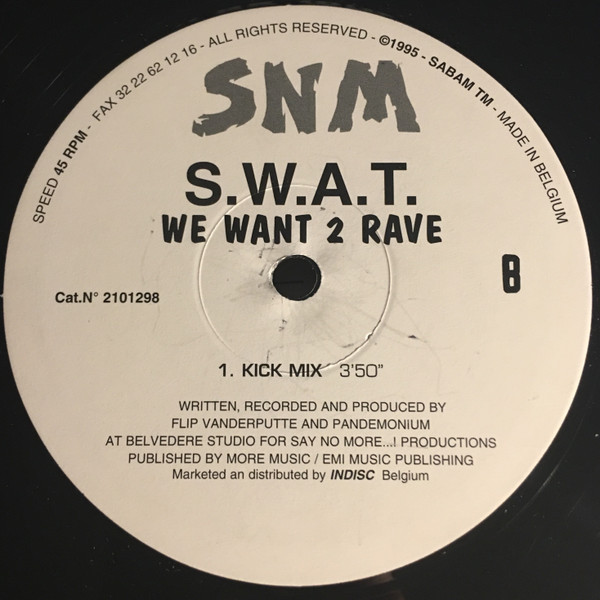 SPEED 45 RPM - FAX 32 22 62 12 16 - ALL RIGHTS RESERVED - ©1995 - SABAM TM - MADE IN BELGIUM
SNM
S.W.A.T.
WE WANT 2 RAVE
B
Cat.N° 2101298
1. KICK MIX 3'50"
WRITTEN, RECORDED AND PRODUCED BY
FLIP VANDERPUTTE AND PANDEMONIUM
AT BELVEDERE STUDIO FOR SAY NO MORE...! PRODUCTIONS
PUBLISHED BY MORE MUSIC / EMI MUSIC PUBLISHING
Marketed an distributed by INDISC Belgium